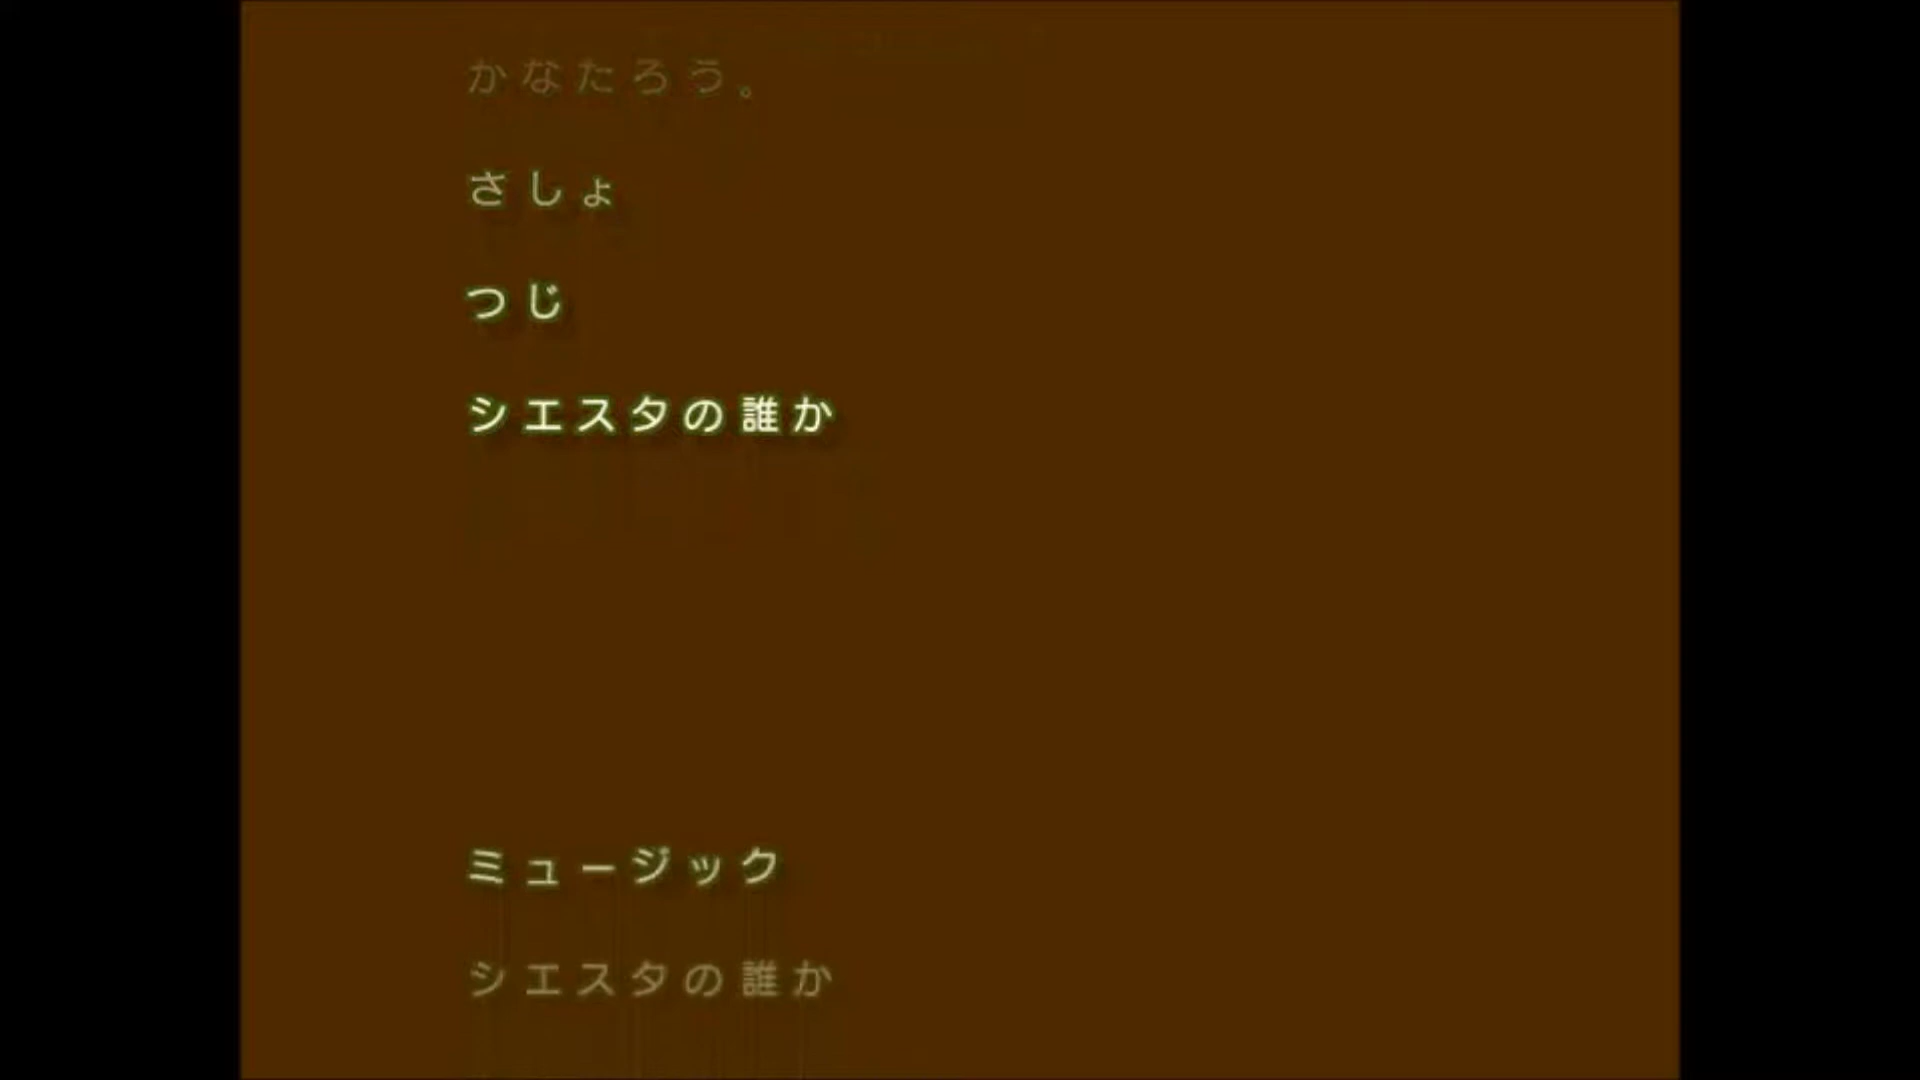 かなたろう。
さしょ
つじ
シエスタの誰か
ミュージック
シエスタの誰か